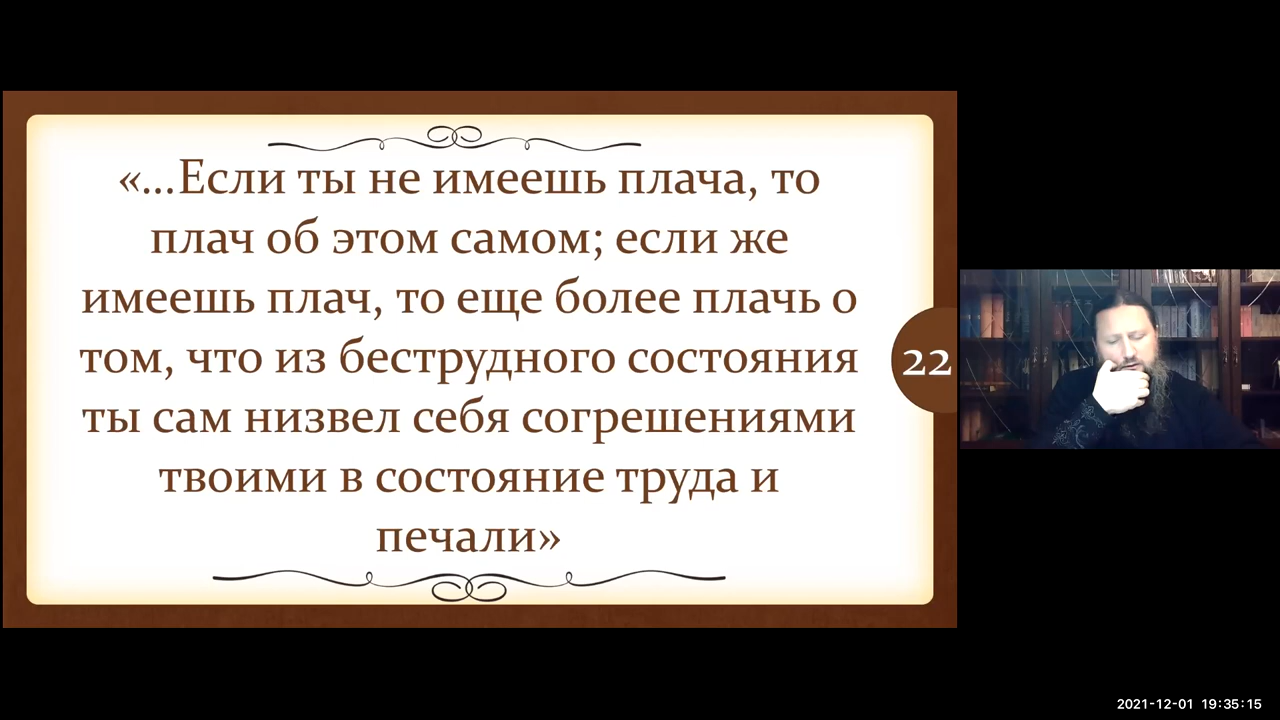 «...Если ты не имеешь плача, то
плач об этом самом; если же
имеешь плач, то еще более плачь о
том, что из беструдного состояния
ты сам низвел себя согрешениями
твоими в состояние труда и
печали»
22
2021-12-01 19:35:15